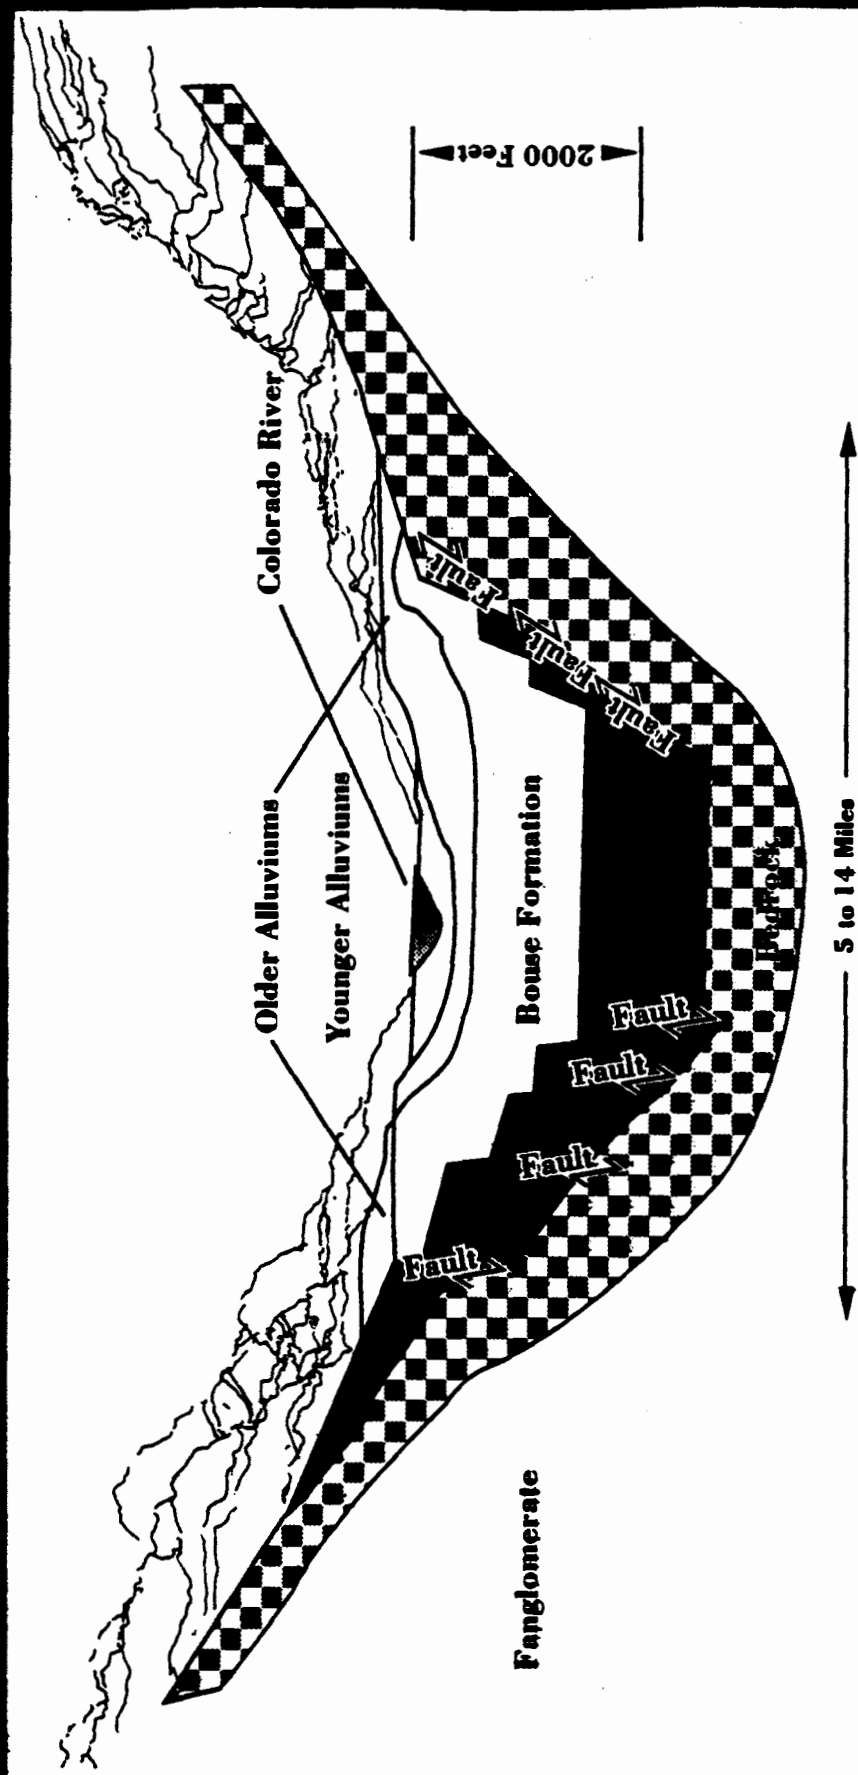 2000 Feet
Colorado River
Older Alluviums
Younger Alluviums
Bouse Formation
Fault
Fault
Fault
Fault
Fault
Fault
Fault
Bedrock
Fanglomerate
5 to 14 Miles